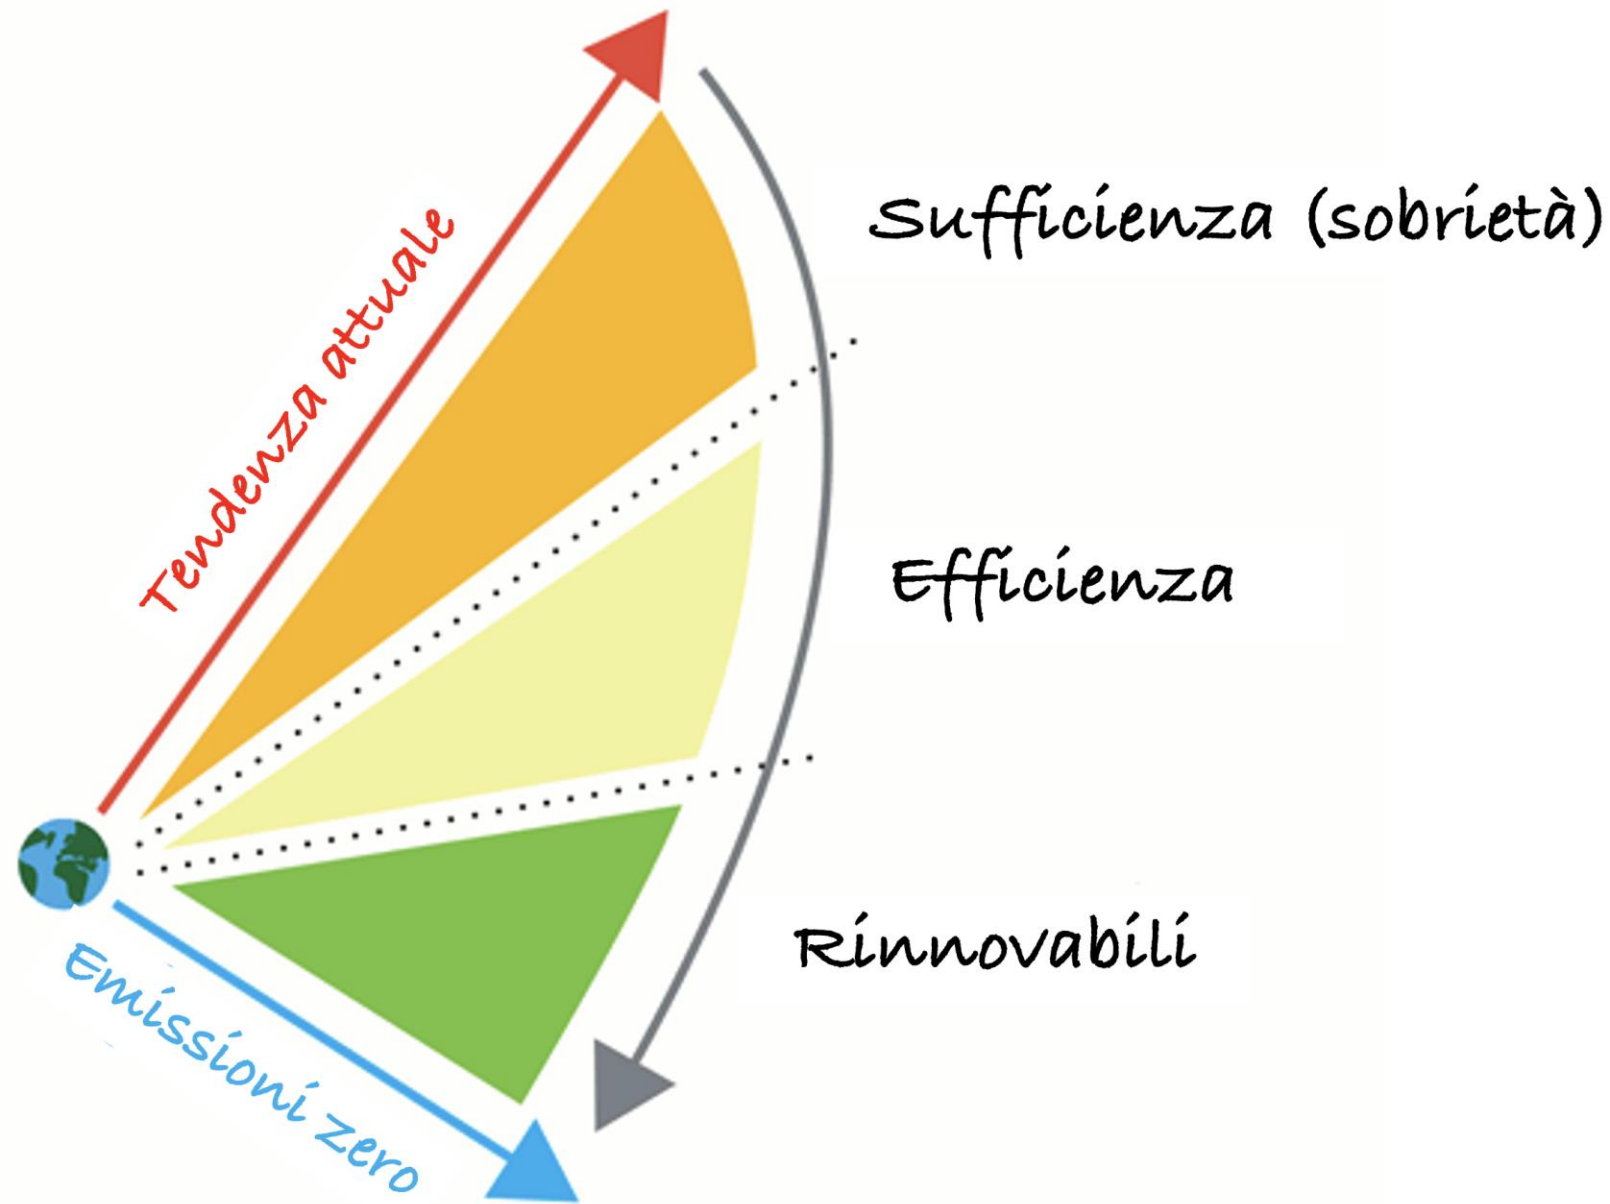 Tendenza attuale
Sufficienza (sobrietà)
Efficienza
Rinnovabili
Emissioni zero